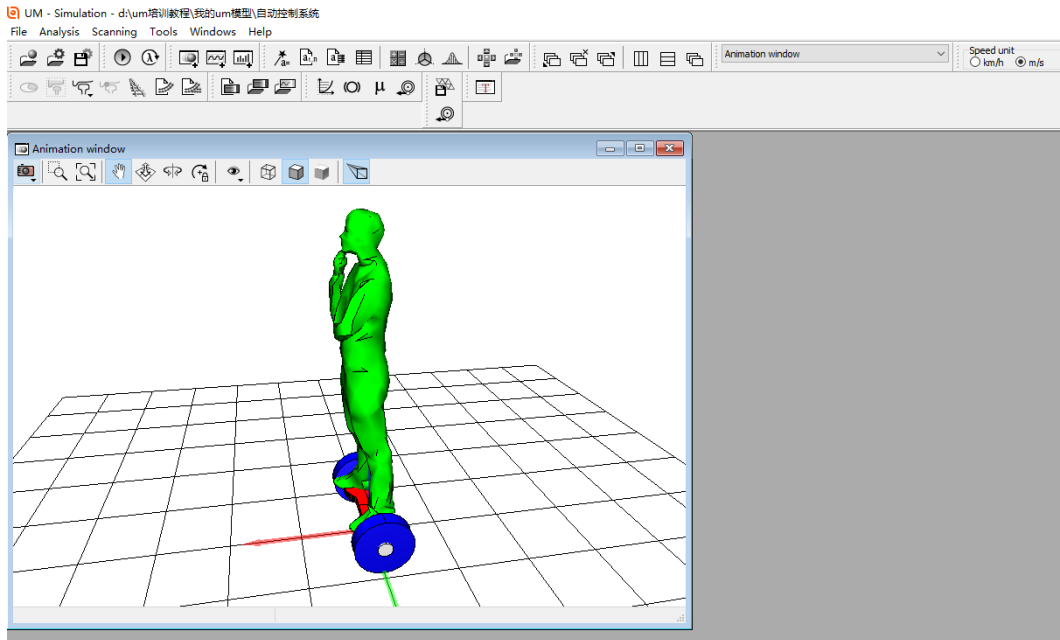 UM - Simulation - d:\um培训教程\我的um模型\自动控制系统
File Analysis Scanning Tools Windows Help
Animation window
Speed unit
km/h m/s
Animation window